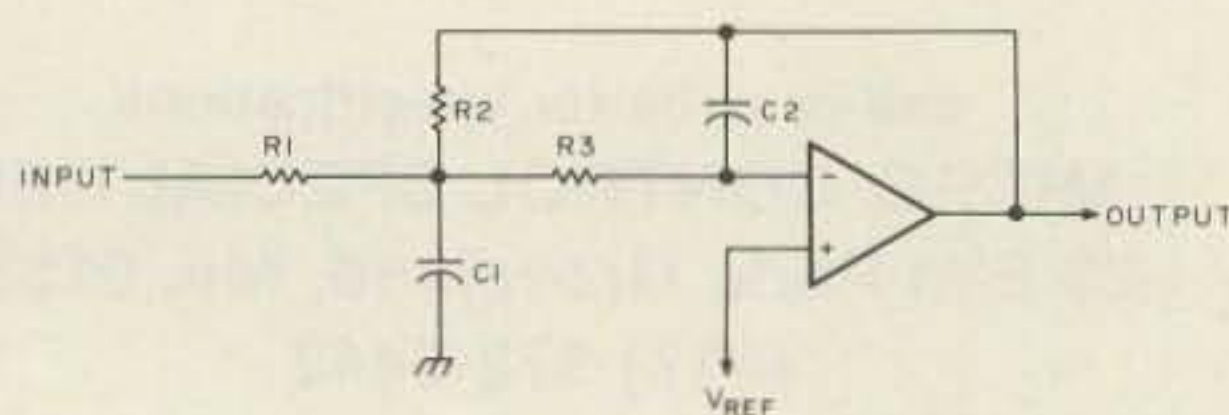 R2
C2
R1
R3
INPUT
-
OUTPUT
+
C1
VREF